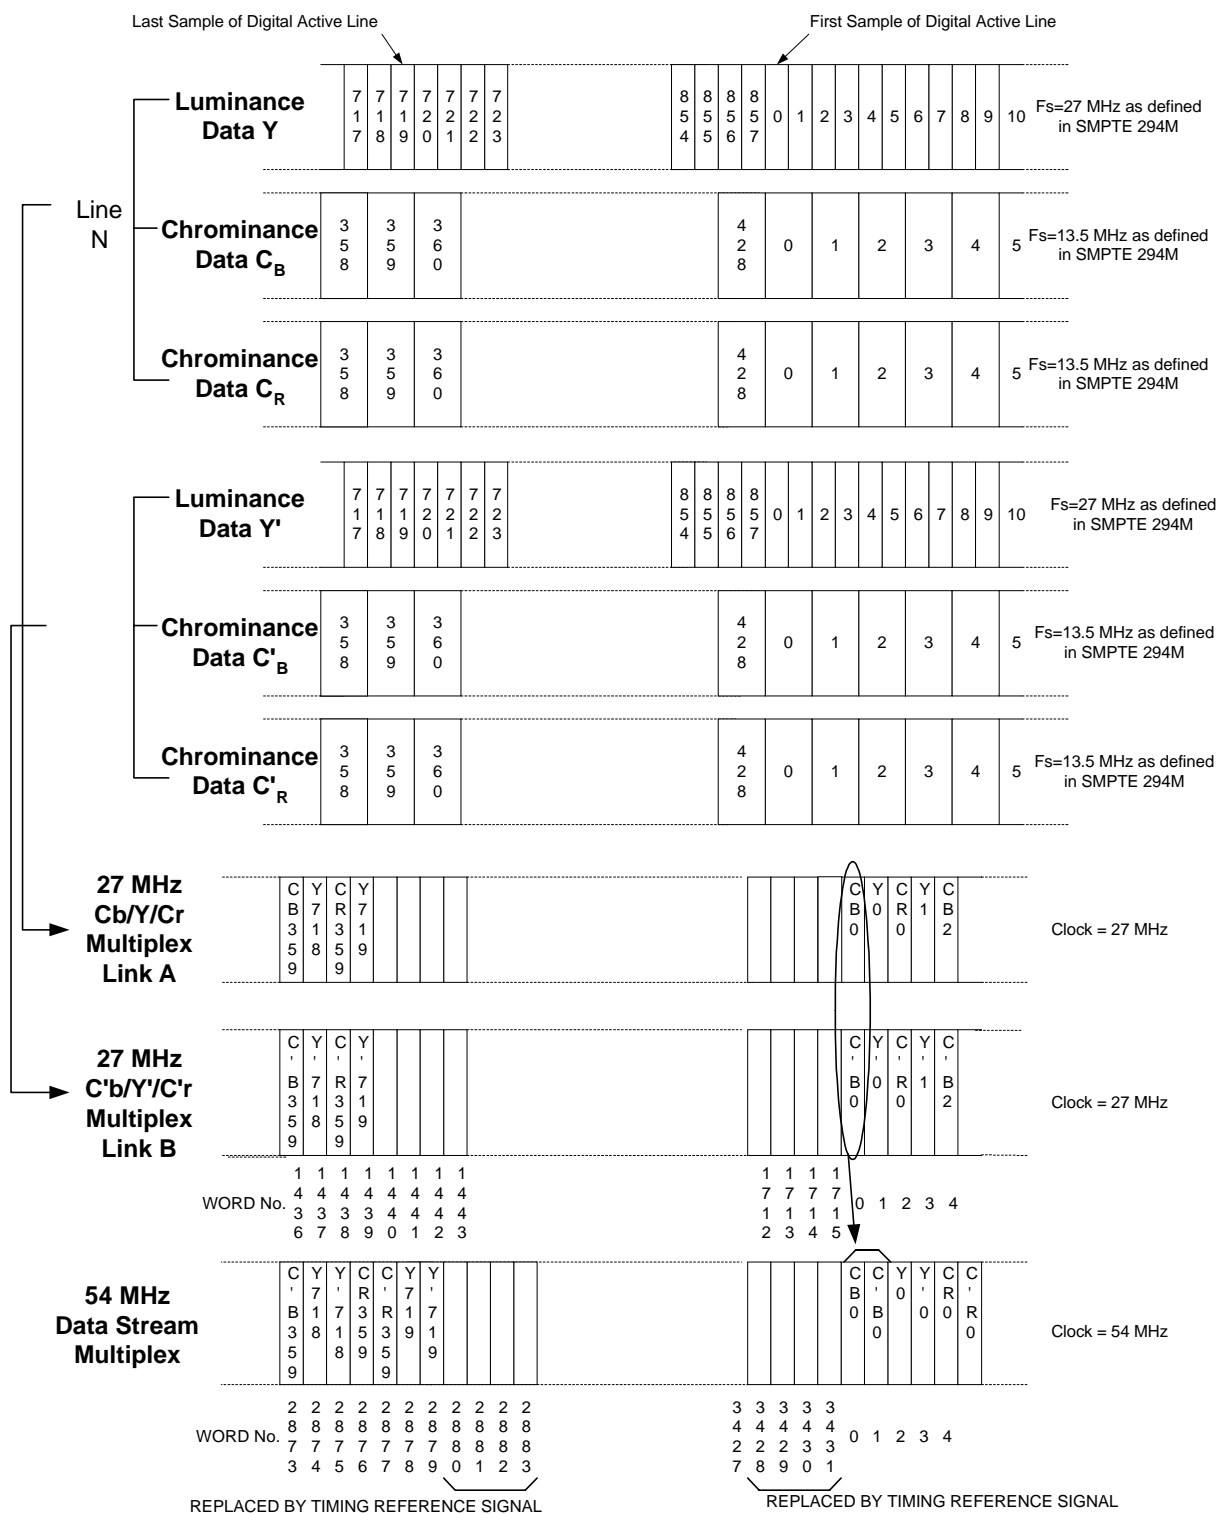 Last Sample of Digital Active Line
First Sample of Digital Active Line
Luminance
Data Y
717 718 719 720 721 722 723
854 855 856 857 0 1 2 3 4 5 6 7 8 9 10
Fs=27 MHz as defined
in SMPTE 294M
Line
N
Chrominance
Data CB
358 359 360
428 0 1 2 3 4 5
Fs=13.5 MHz as defined
in SMPTE 294M
Chrominance
Data CR
358 359 360
428 0 1 2 3 4 5
Fs=13.5 MHz as defined
in SMPTE 294M
Luminance
Data Y'
717 718 719 720 721 722 723
854 855 856 857 0 1 2 3 4 5 6 7 8 9 10
Fs=27 MHz as defined
in SMPTE 294M
Chrominance
Data C'B
358 359 360
428 0 1 2 3 4 5
Fs=13.5 MHz as defined
in SMPTE 294M
Chrominance
Data C'R
358 359 360
428 0 1 2 3 4 5
Fs=13.5 MHz as defined
in SMPTE 294M
27 MHz
Cb/Y/Cr
Multiplex
Link A
CB359 Y718 CR359 Y719
CB0 Y0 CR0 Y1 CB2
Clock = 27 MHz
27 MHz
C'b/Y'/C'r
Multiplex
Link B
C'B359 Y'718 C'R359 Y'719
C'B0 Y'0 C'R0 Y'1 C'B2
Clock = 27 MHz
WORD No. 1436 1437 1438 1439 1440 1441 1442 1443
1712 1713 1714 1715 0 1 2 3 4
54 MHz
Data Stream
Multiplex
C'B359 Y718 Y'718 CR359 C'R359 Y719 Y'719
CB0 C'B0 Y0 Y'0 CR0 C'R0
Clock = 54 MHz
WORD No. 2873 2874 2875 2876 2877 2878 2879 2880 2881 2882 2883
3427 3428 3429 3430 3431 0 1 2 3 4
REPLACED BY TIMING REFERENCE SIGNAL
REPLACED BY TIMING REFERENCE SIGNAL